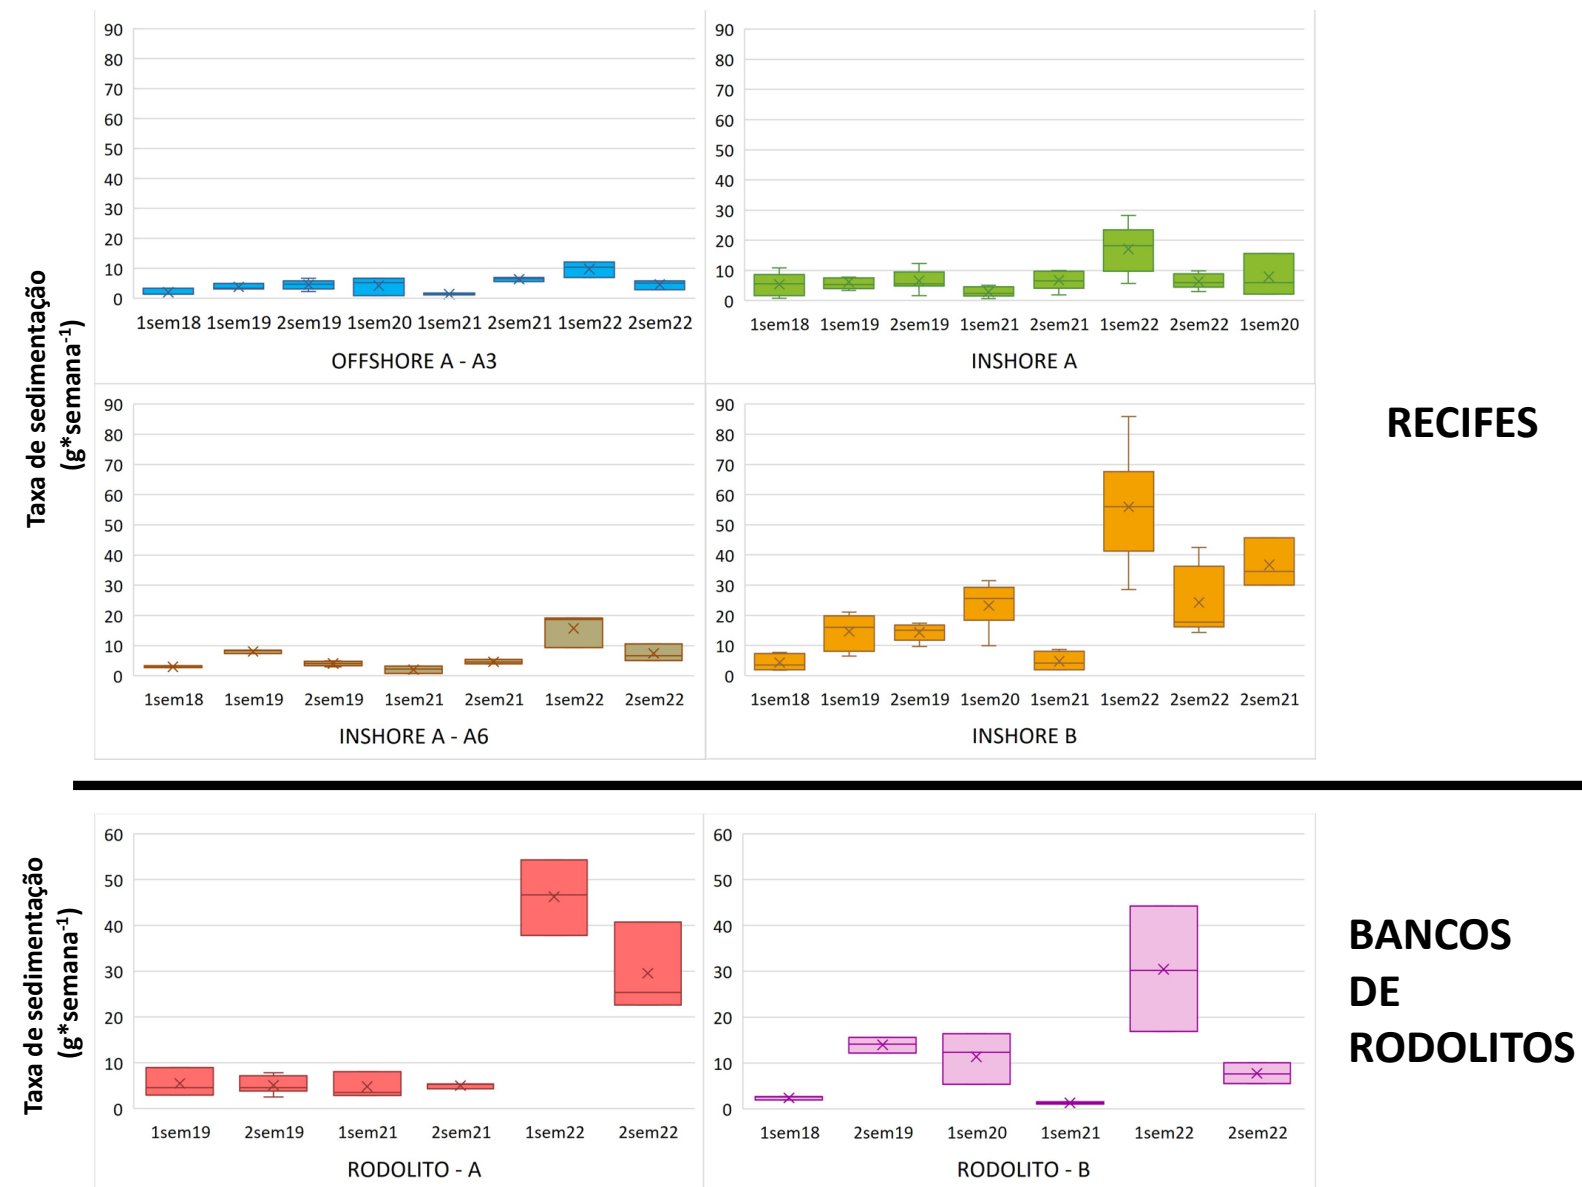 Taxa de sedimentação
(g*semana⁻¹)
90
80
70
60
50
40
30
20
10
0
1sem18 1sem19 2sem19 1sem20 1sem21 2sem21 1sem22 2sem22
OFFSHORE A - A3
90
80
70
60
50
40
30
20
10
0
1sem18 1sem19 2sem19 1sem21 2sem21 1sem22 2sem22 1sem20
INSHORE A
90
80
70
60
50
40
30
20
10
0
1sem18 1sem19 2sem19 1sem21 2sem21 1sem22 2sem22
INSHORE A - A6
90
80
70
60
50
40
30
20
10
0
1sem18 1sem19 2sem19 1sem20 1sem21 1sem22 2sem22 2sem21
INSHORE B
RECIFES
Taxa de sedimentação
(g*semana⁻¹)
60
50
40
30
20
10
0
1sem19 2sem19 1sem21 2sem21 1sem22 2sem22
RODOLITO - A
60
50
40
30
20
10
0
1sem18 2sem19 1sem20 1sem21 1sem22 2sem22
RODOLITO - B
BANCOS
DE
RODOLITOS